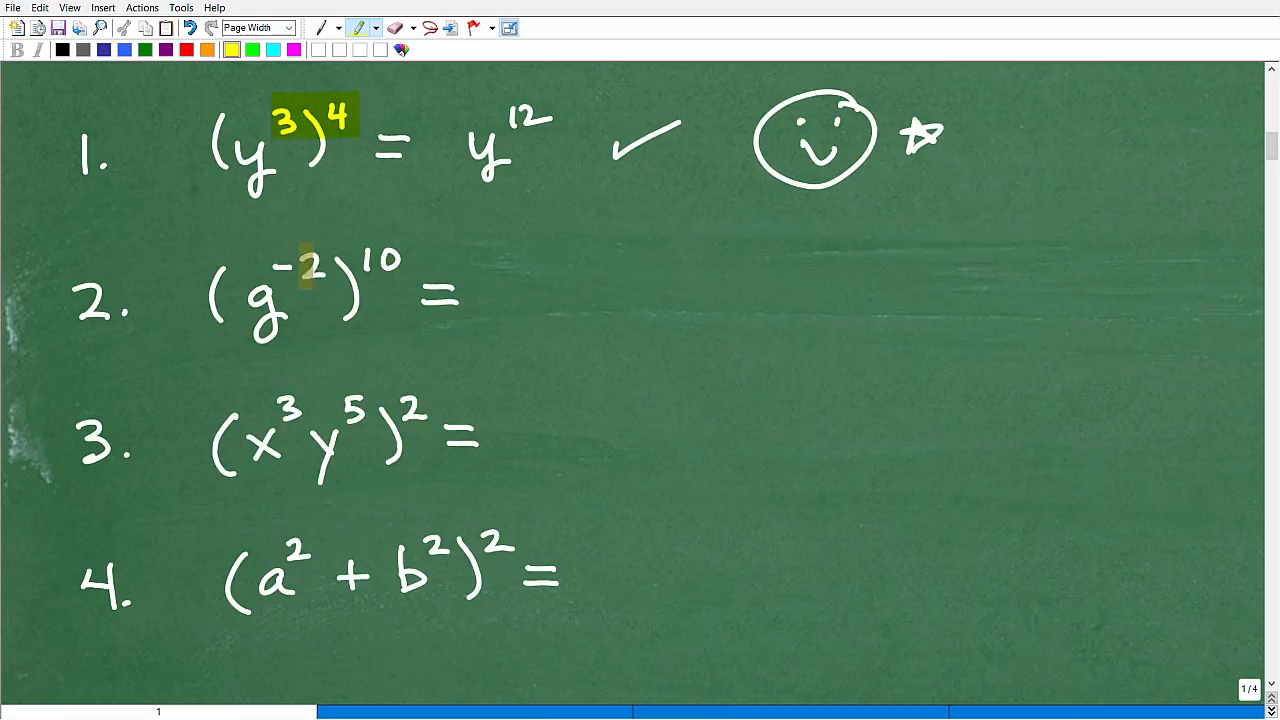 File Edit View Insert Actions Tools Help
Page Width
B I
1. (y³)⁴ = y¹² ✓
2. (g⁻²)¹⁰ =
3. (x³y⁵)² =
4. (a² + b²)² =
1/4
1